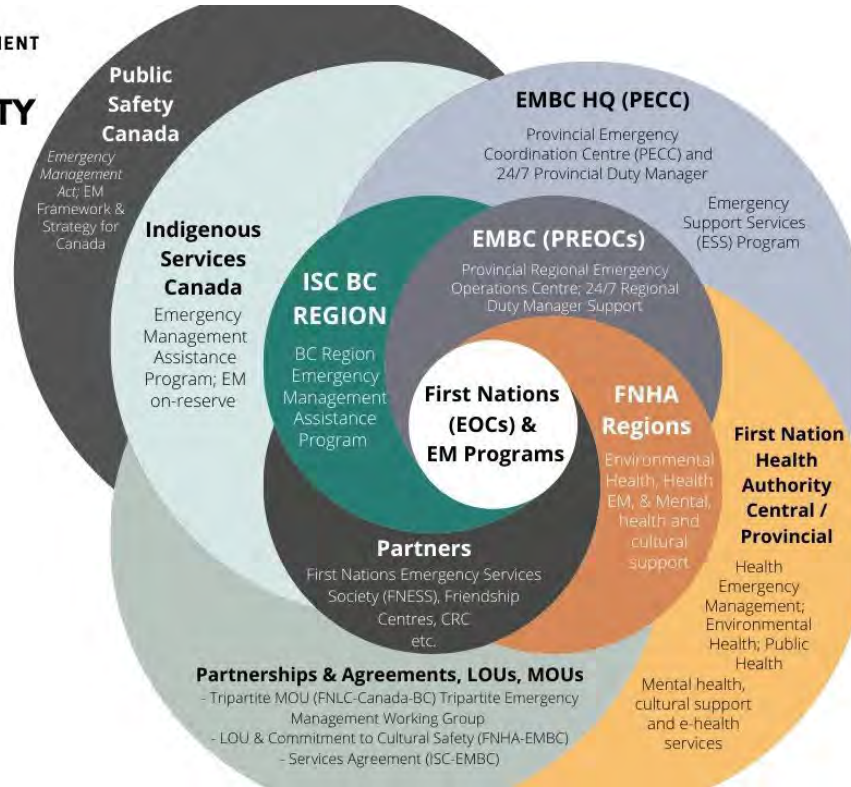 MENT
TY
Public
Safety
Canada
Emergency
Management
Act; EM
Framework &
Strategy for
Canada
Indigenous
Services
Canada
Emergency
Management
Assistance
Program; EM
on-reserve
EMBC HQ (PECC)
Provincial Emergency
Coordination Centre (PECC) and
24/7 Provincial Duty Manager
Emergency
Support Services
(ESS) Program
ISC BC
REGION
BC Region
Emergency
Management
Assistance
Program
EMBC (PREOCs)
Provincial Regional Emergency
Operations Centre; 24/7 Regional
Duty Manager Support
First Nations
(EOCs) &
EM Programs
FNHA
Regions
Environmental
Health, Health
EM, & Mental,
health and
cultural
support
First Nation
Health
Authority
Central /
Provincial
Health
Emergency
Management;
Environmental
Health; Public
Health
Mental health,
cultural support
and e-health
services
Partners
First Nations Emergency Services
Society (FNESS), Friendship
Centres, CRC
etc.
Partnerships & Agreements, LOUs, MOUs
- Tripartite MOU (FNLC-Canada-BC) Tripartite Emergency
Management Working Group
- LOU & Commitment to Cultural Safety (FNHA-EMBC)
- Services Agreement (ISC-EMBC)